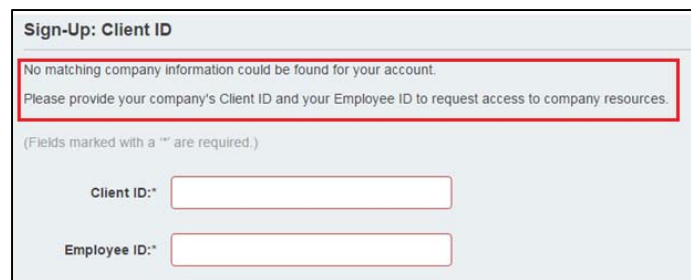 Sign-Up: Client ID
No matching company information could be found for your account.
Please provide your company's Client ID and your Employee ID to request access to company resources.
(Fields marked with a '*' are required.)
Client ID:*
Employee ID:*